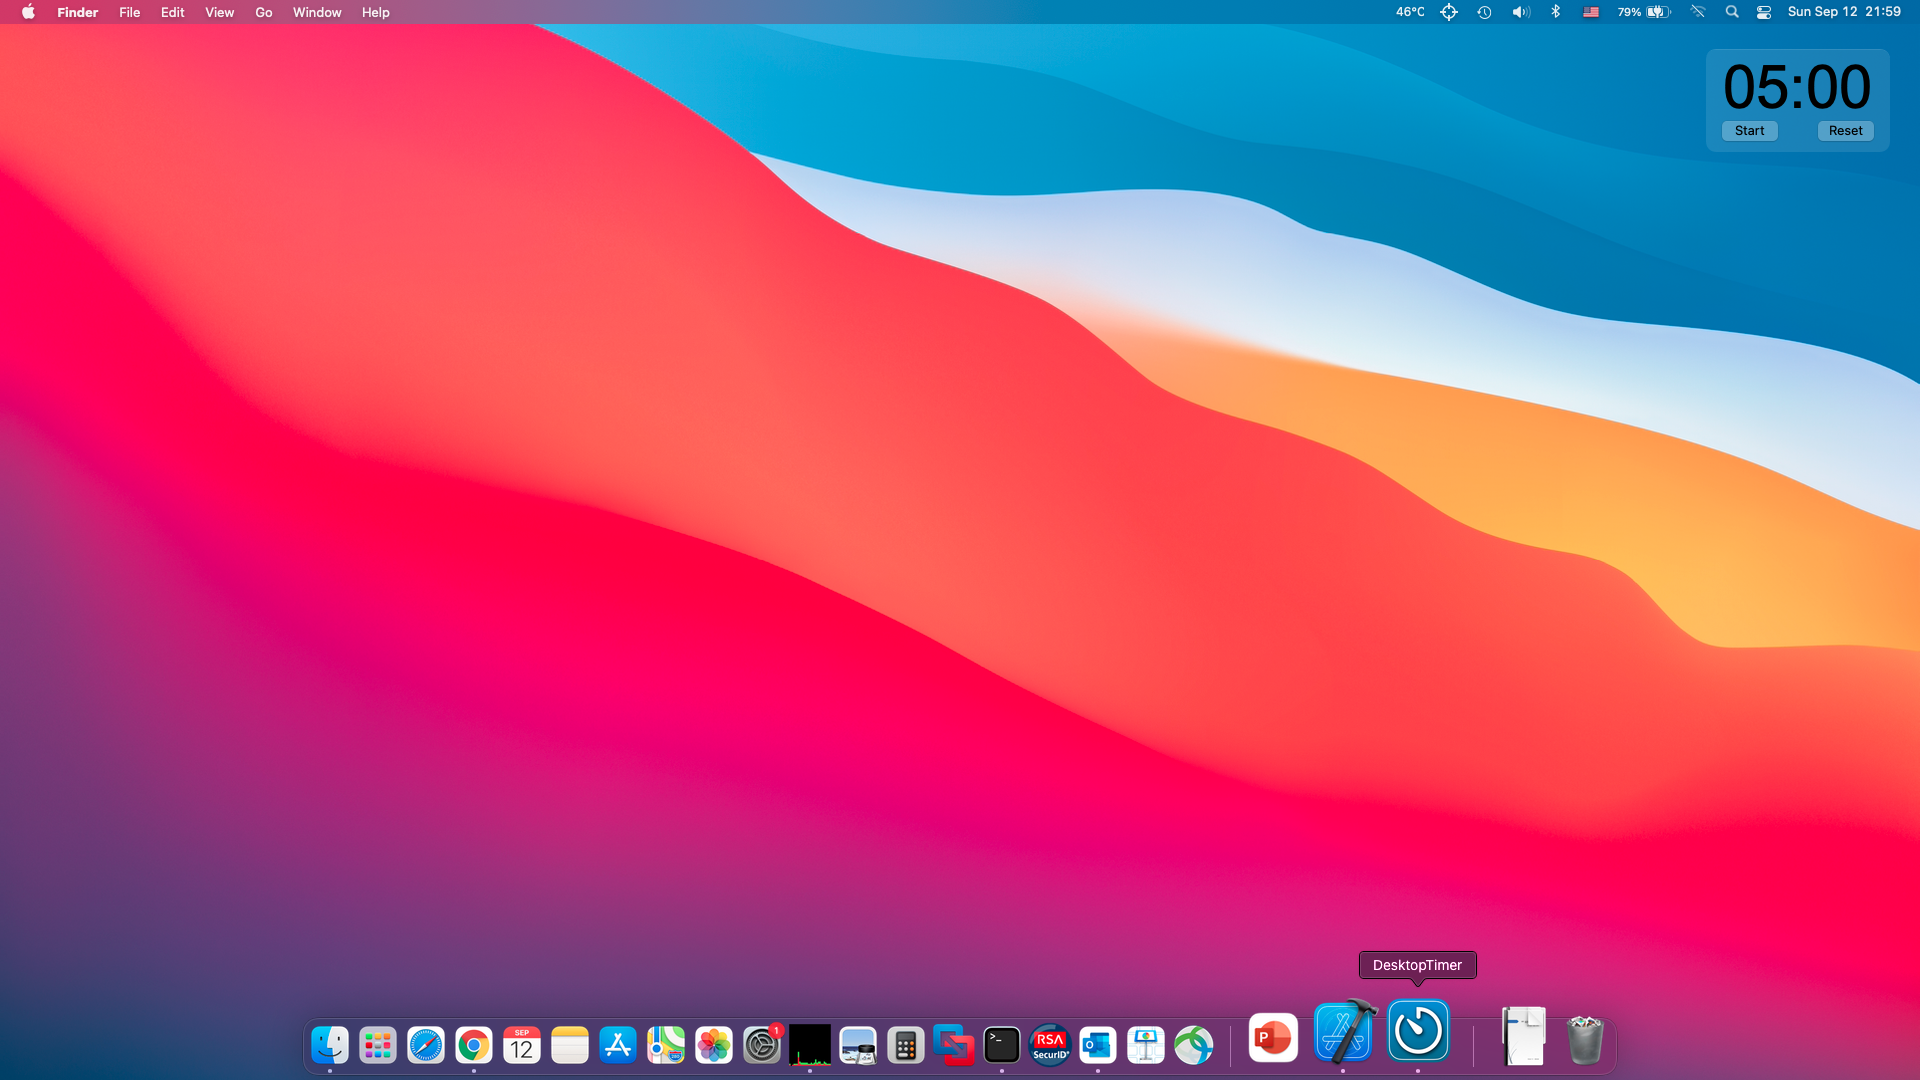 Finder File Edit View Go Window Help 46°C 79% Sun Sep 12 21:59
05:00
Start Reset
DesktopTimer
1
SEP
12
>_
RSA
SecurID
O
P